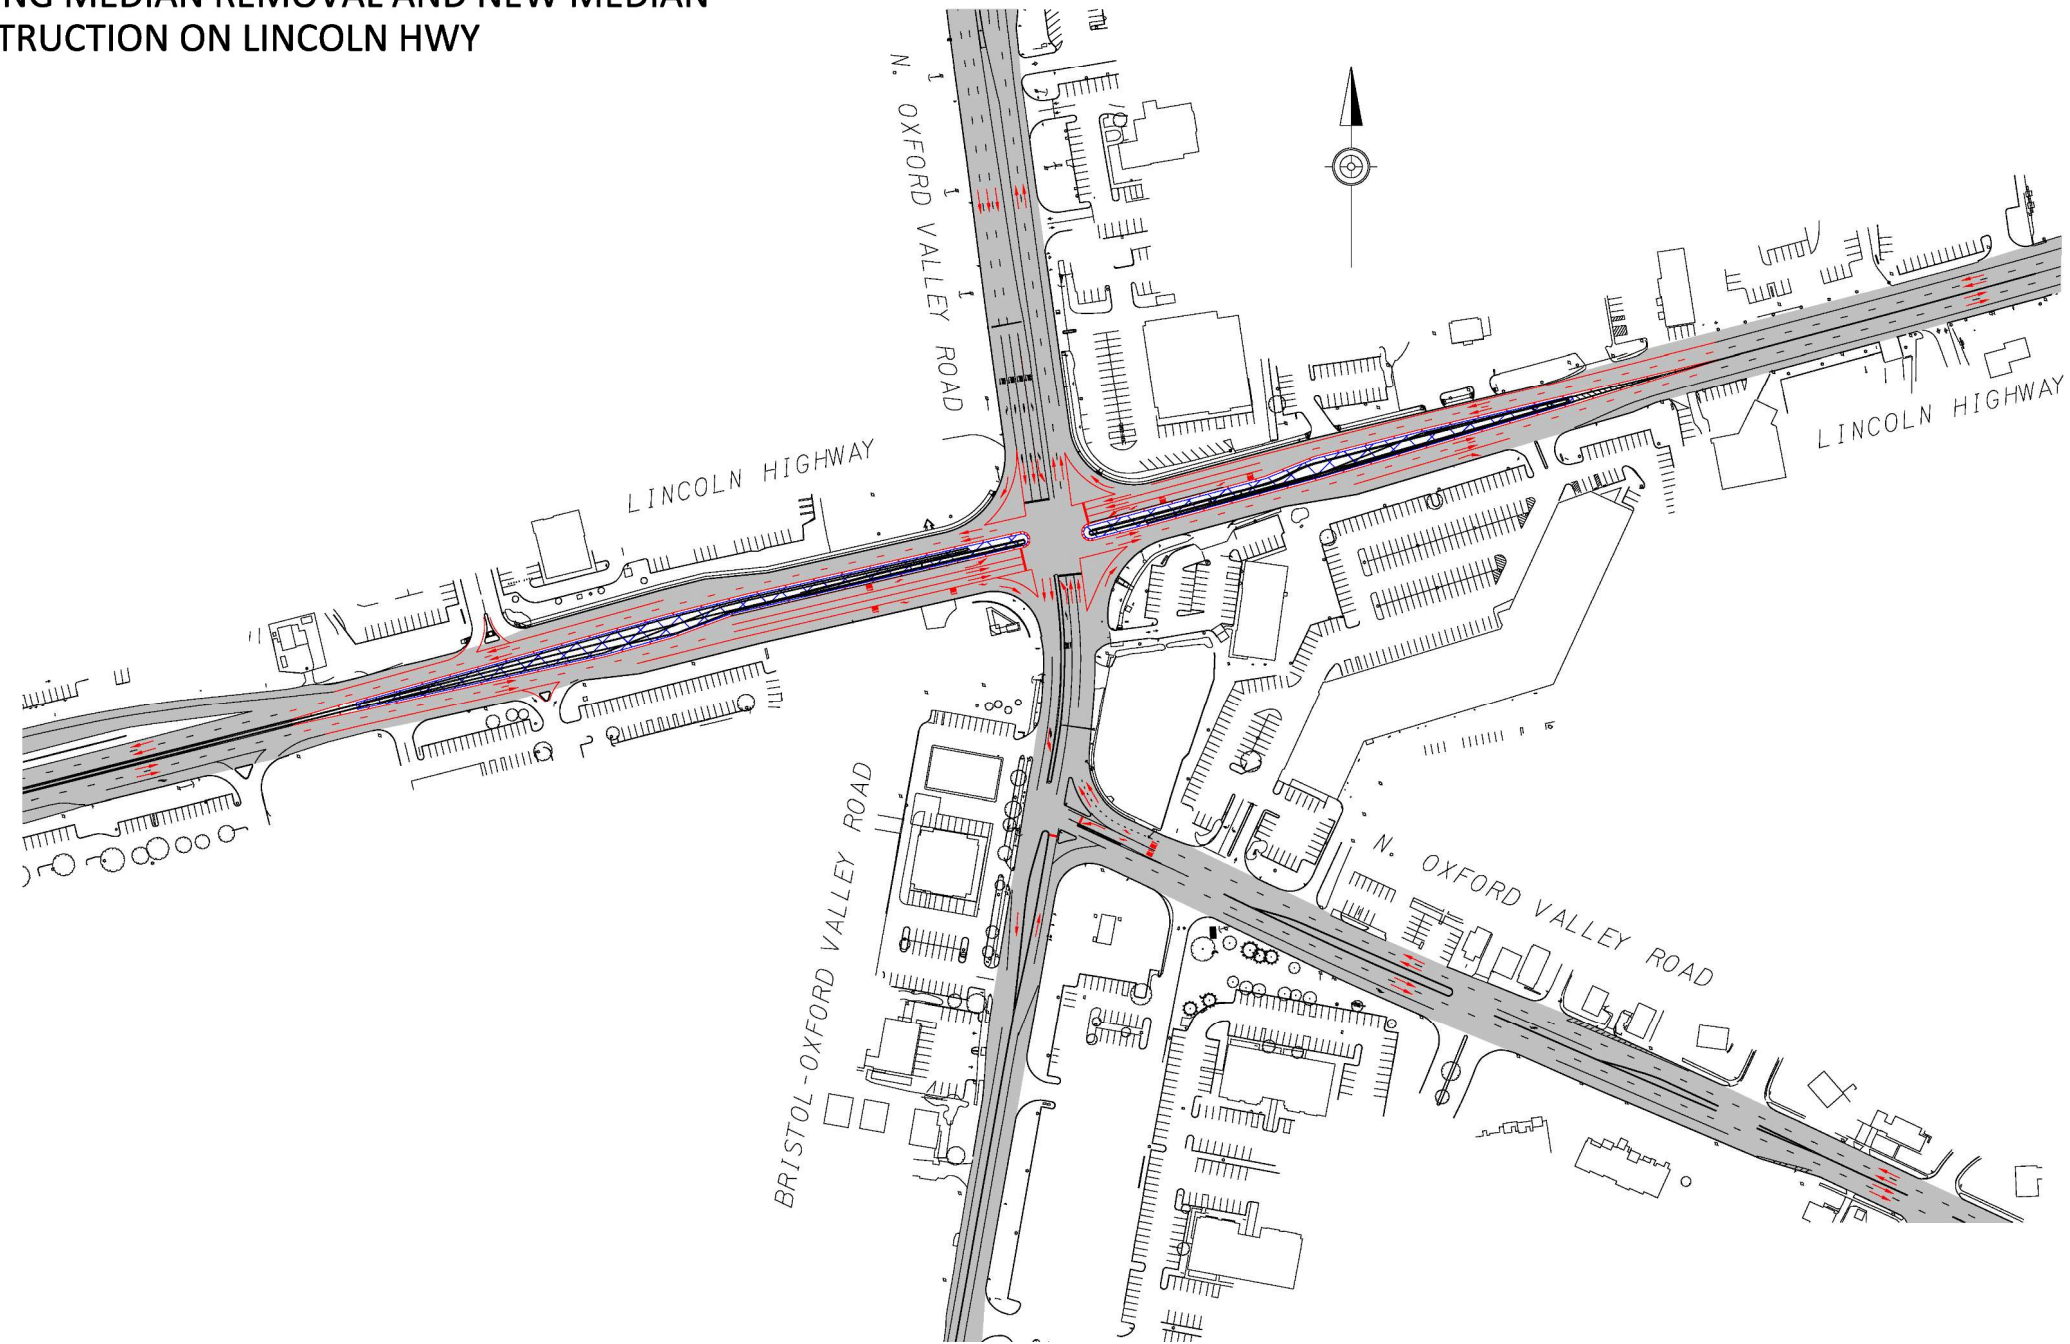 NG MEDIAN REMOVAL AND NEW MEDIAN
TRUCTION ON LINCOLN HWY
N. OXFORD VALLEY ROAD
LINCOLN HIGHWAY
LINCOLN HIGHWAY
BRISTOL-OXFORD VALLEY ROAD
N. OXFORD VALLEY ROAD